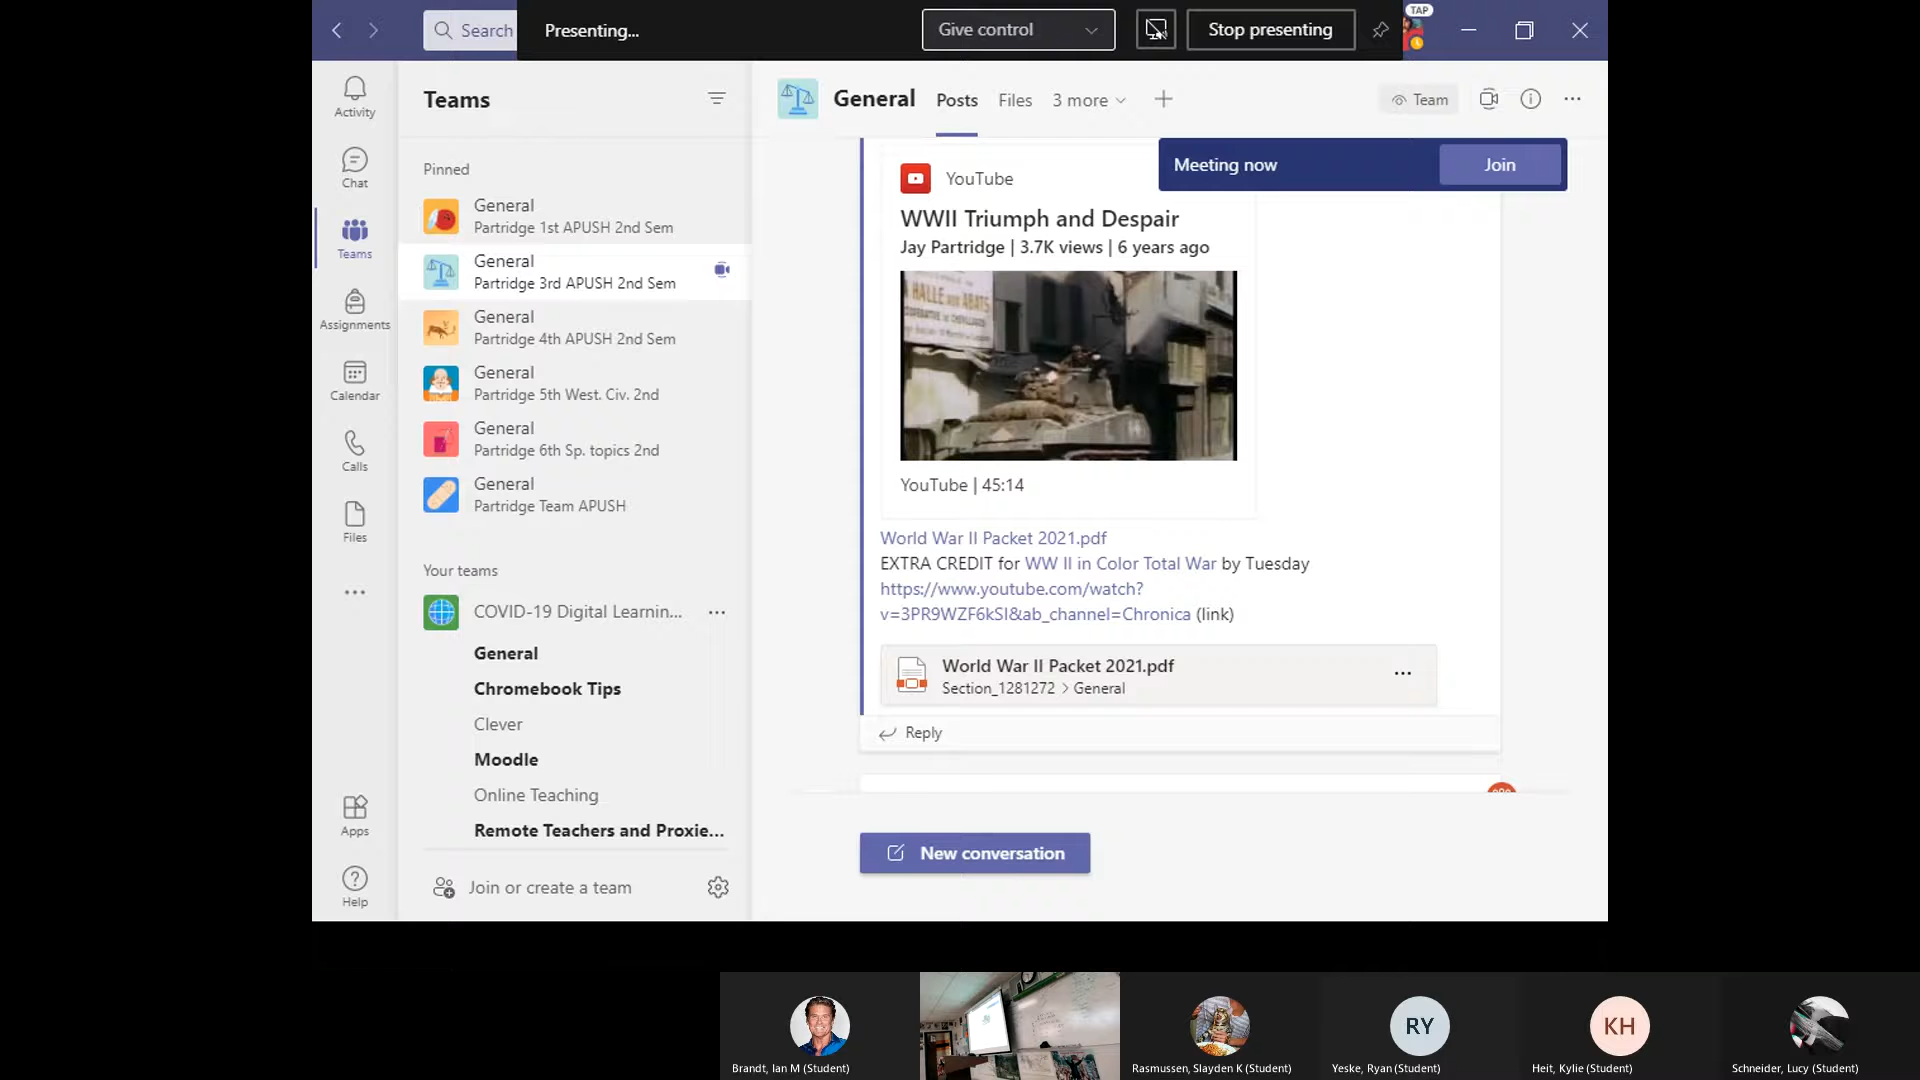 Search
Presenting...
Give control
Stop presenting
TAP
Activity
Chat
Teams
Assignments
Calendar
Calls
Files
Apps
Help
Teams
Pinned
General
Partridge 1st APUSH 2nd Sem
General
Partridge 3rd APUSH 2nd Sem
General
Partridge 4th APUSH 2nd Sem
General
Partridge 5th West. Civ. 2nd
General
Partridge 6th Sp. topics 2nd
General
Partridge Team APUSH
Your teams
COVID-19 Digital Learnin...
General
Chromebook Tips
Clever
Moodle
Online Teaching
Remote Teachers and Proxie...
Join or create a team
General
Posts
Files
3 more
Team
Meeting now
Join
YouTube
WWII Triumph and Despair
Jay Partridge | 3.7K views | 6 years ago
YouTube | 45:14
World War II Packet 2021.pdf
EXTRA CREDIT for WW II in Color Total War by Tuesday
https://www.youtube.com/watch?
v=3PR9WZF6kSI&ab_channel=Chronica (link)
World War II Packet 2021.pdf
Section_1281272 > General
Reply
New conversation
RY
KH
Brandt, Ian M (Student)
Rasmussen, Slayden K (Student)
Yeske, Ryan (Student)
Heit, Kylie (Student)
Schneider, Lucy (Student)